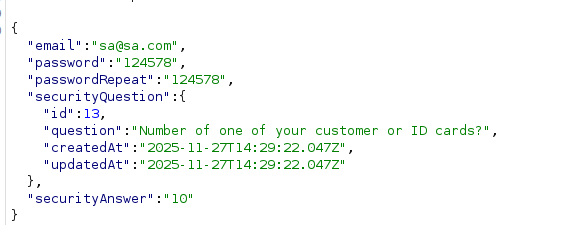 {
  "email":"sa@sa.com",
  "password":"124578",
  "passwordRepeat":"124578",
  "securityQuestion":{
    "id":13,
    "question":"Number of one of your customer or ID cards?",
    "createdAt":"2025-11-27T14:29:22.047Z",
    "updatedAt":"2025-11-27T14:29:22.047Z"
  },
  "securityAnswer":"10"
}